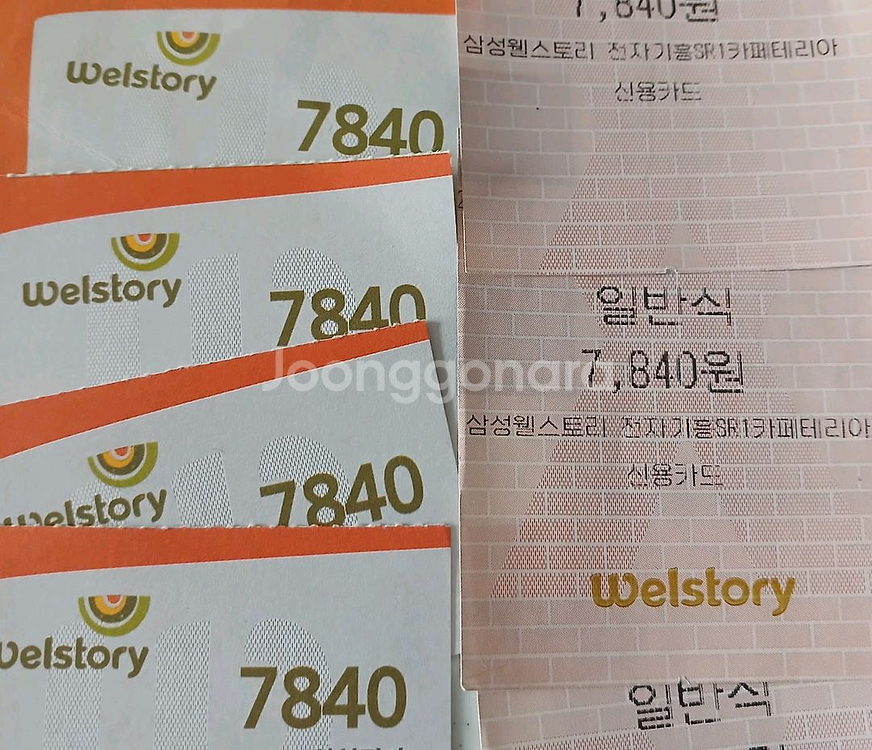 welstory
7840
welstory
7840
welstory
7840
welstory
7840
7,840원
삼성웰스토리 전자기흥SR1카페테리아
신용카드
일반식
7,840원
삼성웰스토리 전자기흥SR1카페테리아
신용카드
welstory
일반식
Joonggonara